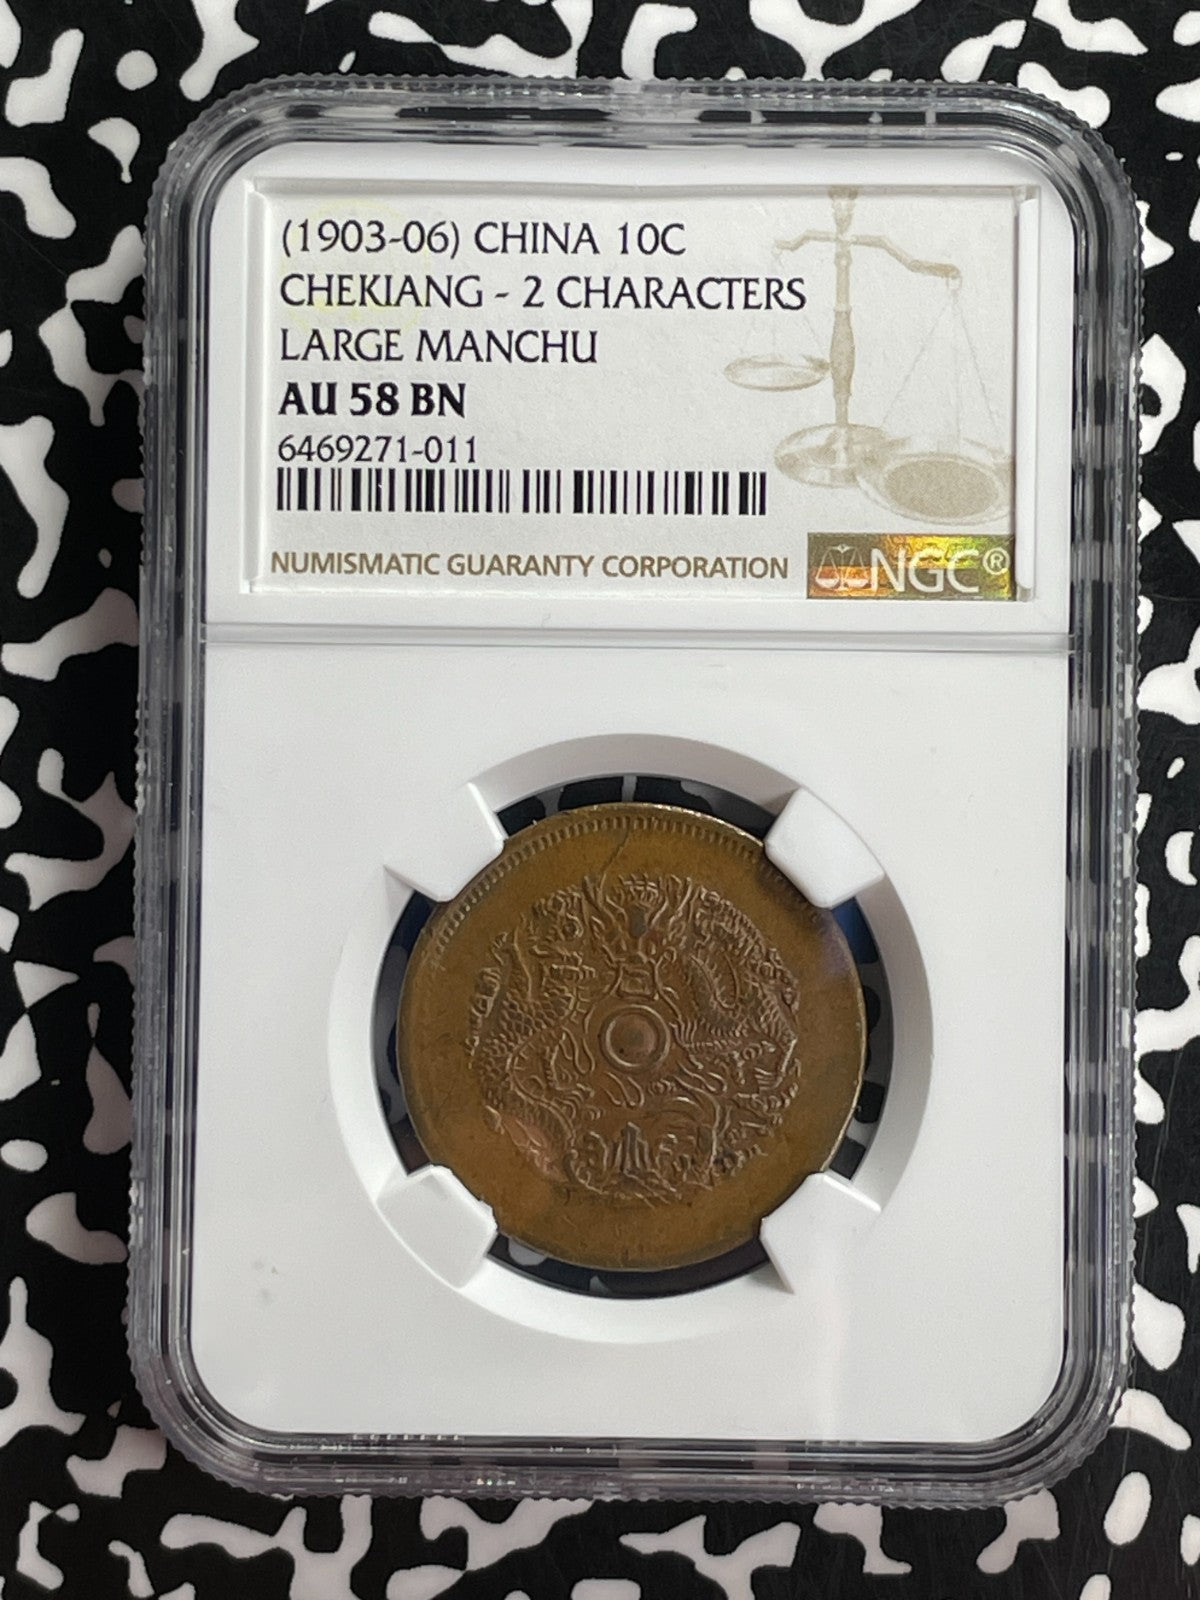 (1903-06) CHINA 10C
CHEKIANG - 2 CHARACTERS
LARGE MANCHU
AU 58 BN
6469271-011
NUMISMATIC GUARANTY CORPORATION
NGC®